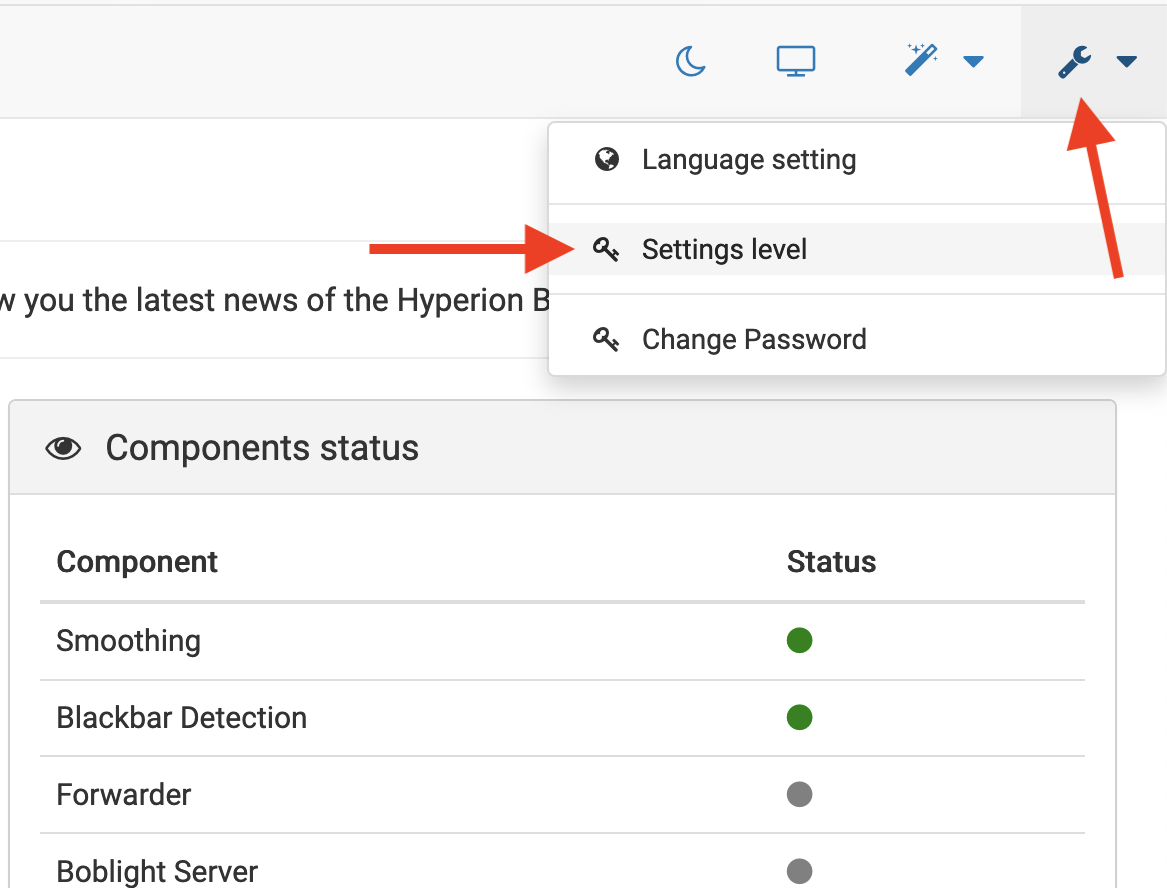 Language setting
Settings level
w you the latest news of the Hyperion B
Change Password
Components status
Component Status
Smoothing
Blackbar Detection
Forwarder
Boblight Server